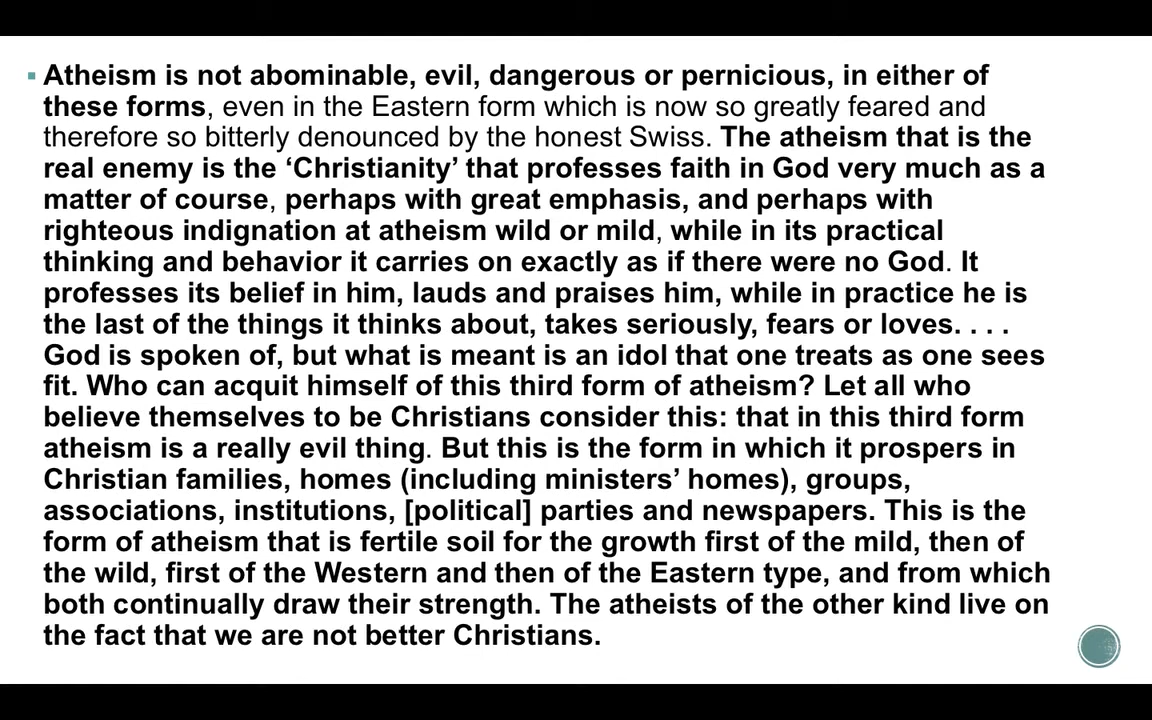 Atheism is not abominable, evil, dangerous or pernicious, in either of
these forms, even in the Eastern form which is now so greatly feared and
therefore so bitterly denounced by the honest Swiss. The atheism that is the
real enemy is the ‘Christianity’ that professes faith in God very much as a
matter of course, perhaps with great emphasis, and perhaps with
righteous indignation at atheism wild or mild, while in its practical
thinking and behavior it carries on exactly as if there were no God. It
professes its belief in him, lauds and praises him, while in practice he is
the last of the things it thinks about, takes seriously, fears or loves. . . .
God is spoken of, but what is meant is an idol that one treats as one sees
fit. Who can acquit himself of this third form of atheism? Let all who
believe themselves to be Christians consider this: that in this third form
atheism is a really evil thing. But this is the form in which it prospers in
Christian families, homes (including ministers’ homes), groups,
associations, institutions, [political] parties and newspapers. This is the
form of atheism that is fertile soil for the growth first of the mild, then of
the wild, first of the Western and then of the Eastern type, and from which
both continually draw their strength. The atheists of the other kind live on
the fact that we are not better Christians.